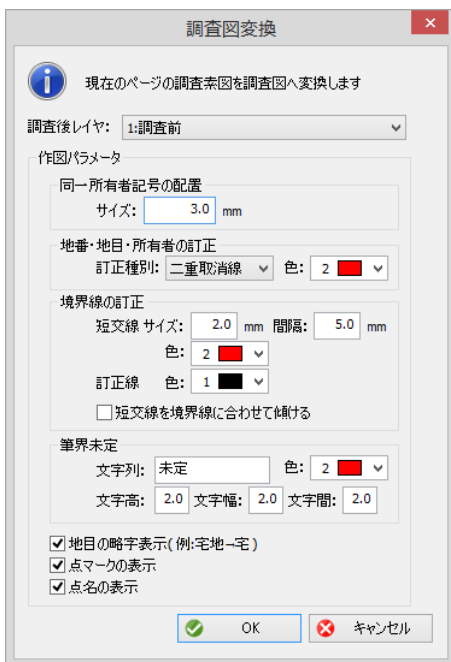 調査図変換
現在のページの調査素図を調査図へ変換します
調査後レイヤ: 1:調査前
作図パラメータ
同一所有者記号の配置
サイズ: 3.0 mm
地番・地目・所有者の訂正
訂正種別: 二重取消線 色: 2
境界線の訂正
短交線 サイズ: 2.0 mm 間隔: 5.0 mm
色: 2
訂正線 色: 1
短交線を境界線に合わせて傾ける
筆界未定
文字列: 未定 色: 2
文字高: 2.0 文字幅: 2.0 文字間: 2.0
地目の略字表示(例:宅地→宅)
点マークの表示
点名の表示
OK キャンセル